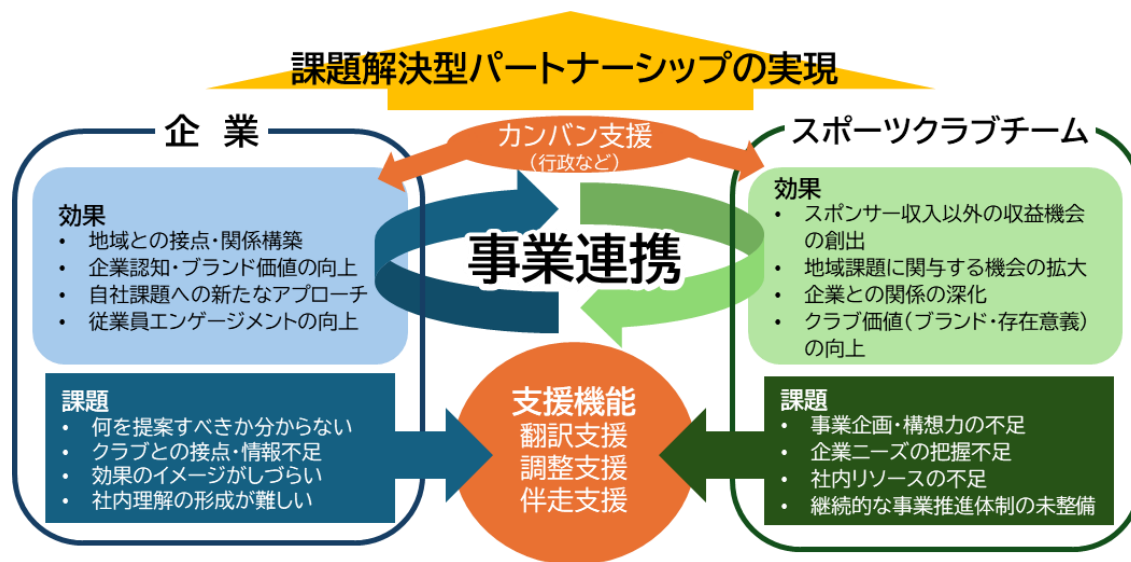 課題解決型パートナーシップの実現
企 業
カンバン支援
（行政など）
スポーツクラブチーム
効果
• 地域との接点・関係構築
• 企業認知・ブランド価値の向上
• 自社課題への新たなアプローチ
• 従業員エンゲージメントの向上
事業連携
効果
• スポンサー収入以外の収益機会
の創出
• 地域課題に関与する機会の拡大
• 企業との関係の深化
• クラブ価値（ブランド・存在意義）
の向上
課題
• 何を提案すべきか分からない
• クラブとの接点・情報不足
• 効果のイメージがしづらい
• 社内理解の形成が難しい
支援機能
翻訳支援
調整支援
伴走支援
課題
• 事業企画・構想力の不足
• 企業ニーズの把握不足
• 社内リソースの不足
• 継続的な事業推進体制の未整備